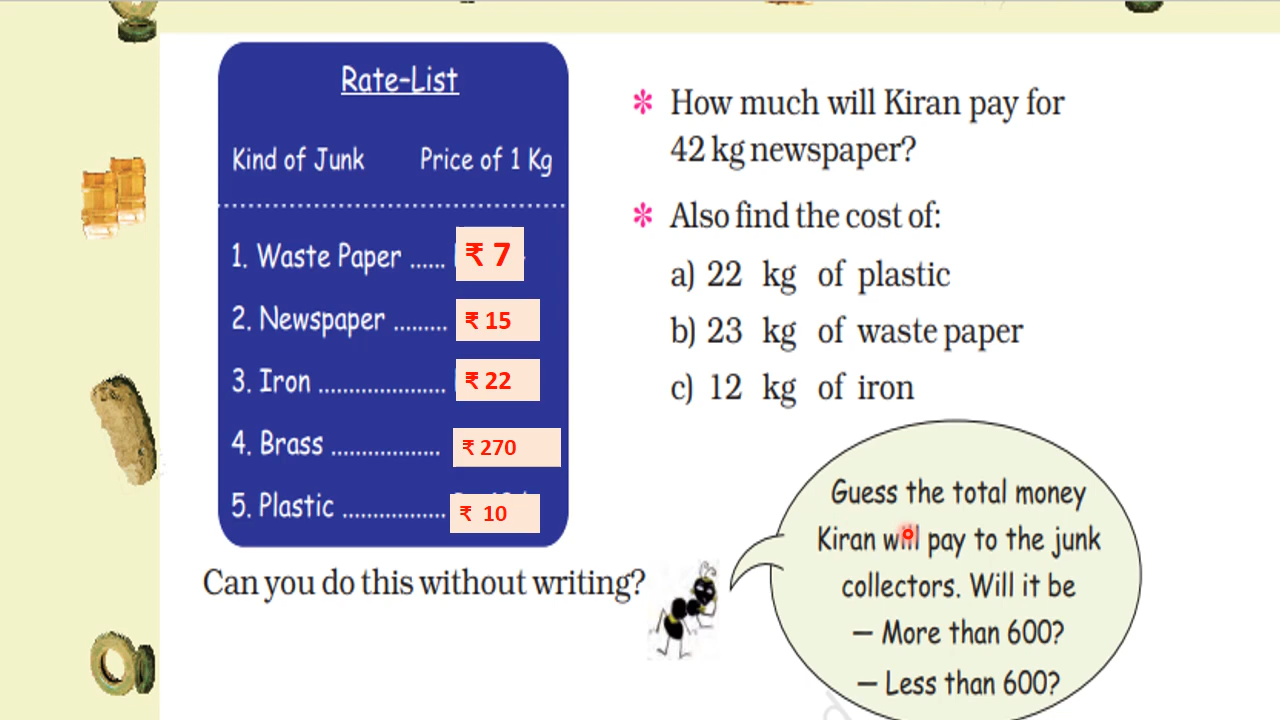 Rate-List
Kind of Junk Price of 1 Kg
1. Waste Paper ...... ₹ 7
2. Newspaper ......... ₹ 15
3. Iron ...................... ₹ 22
4. Brass ................... ₹ 270
5. Plastic .................. ₹ 10
Can you do this without writing?
* How much will Kiran pay for
42 kg newspaper?
* Also find the cost of:
a) 22 kg of plastic
b) 23 kg of waste paper
c) 12 kg of iron
Guess the total money
Kiran will pay to the junk
collectors. Will it be
– More than 600?
– Less than 600?